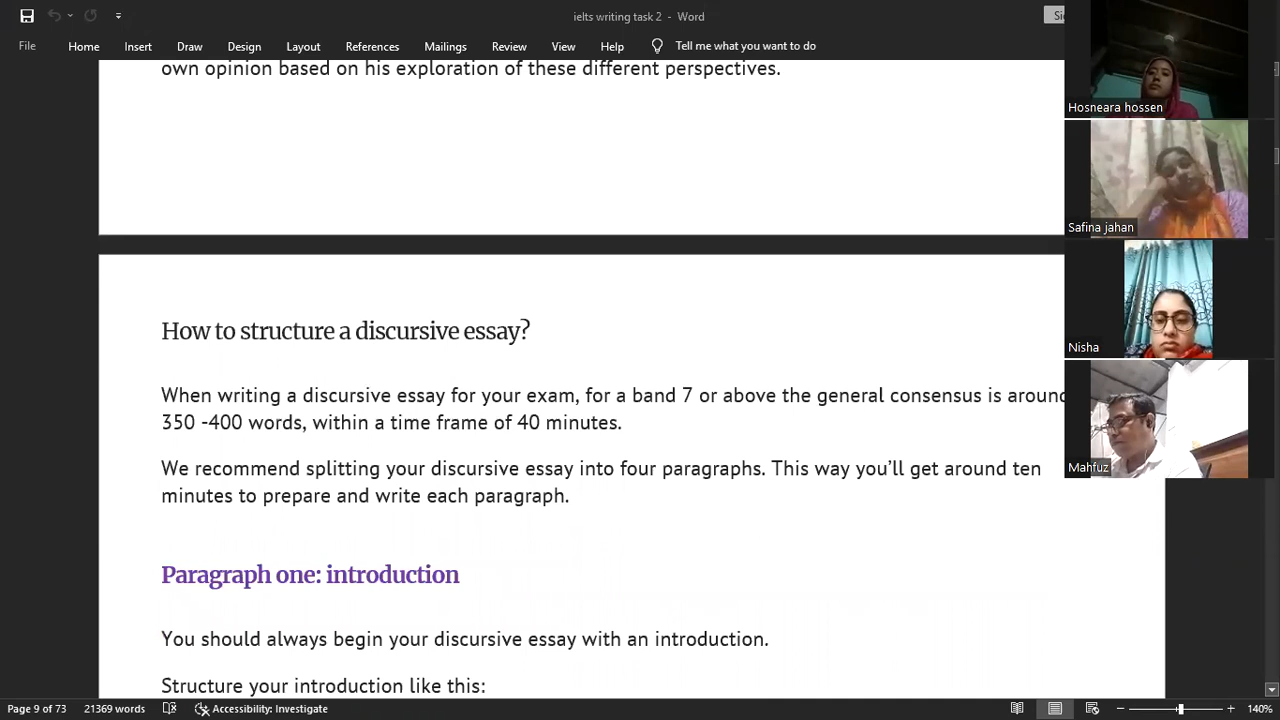 ielts writing task 2 - Word
File Home Insert Draw Design Layout References Mailings Review View Help Tell me what you want to do
own opinion based on his exploration of these different perspectives.
Hosneara hossen
Safina jahan
Nisha
Mahfuz
How to structure a discursive essay?
When writing a discursive essay for your exam, for a band 7 or above the general consensus is around
350 -400 words, within a time frame of 40 minutes.
We recommend splitting your discursive essay into four paragraphs. This way you’ll get around ten
minutes to prepare and write each paragraph.
Paragraph one: introduction
You should always begin your discursive essay with an introduction.
Structure your introduction like this:
Page 9 of 73 21369 words Accessibility: Investigate 140%